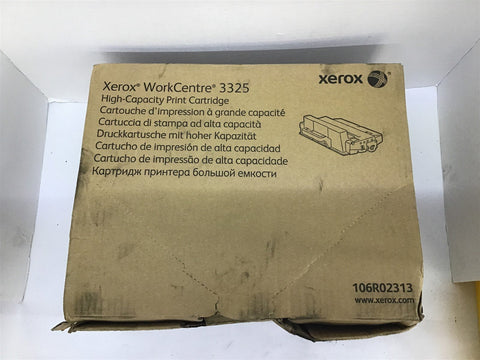 Xerox® WorkCentre® 3325
xerox
High-Capacity Print Cartridge
Cartouche d'impression à grande capacité
Cartuccia di stampa ad alta capacità
Druckkartusche mit hoher Kapazität
Cartucho de impresión de alta capacidad
Cartucho de impressão de alta capacidade
Картридж принтера большой емкости
106R02313
www.xerox.com